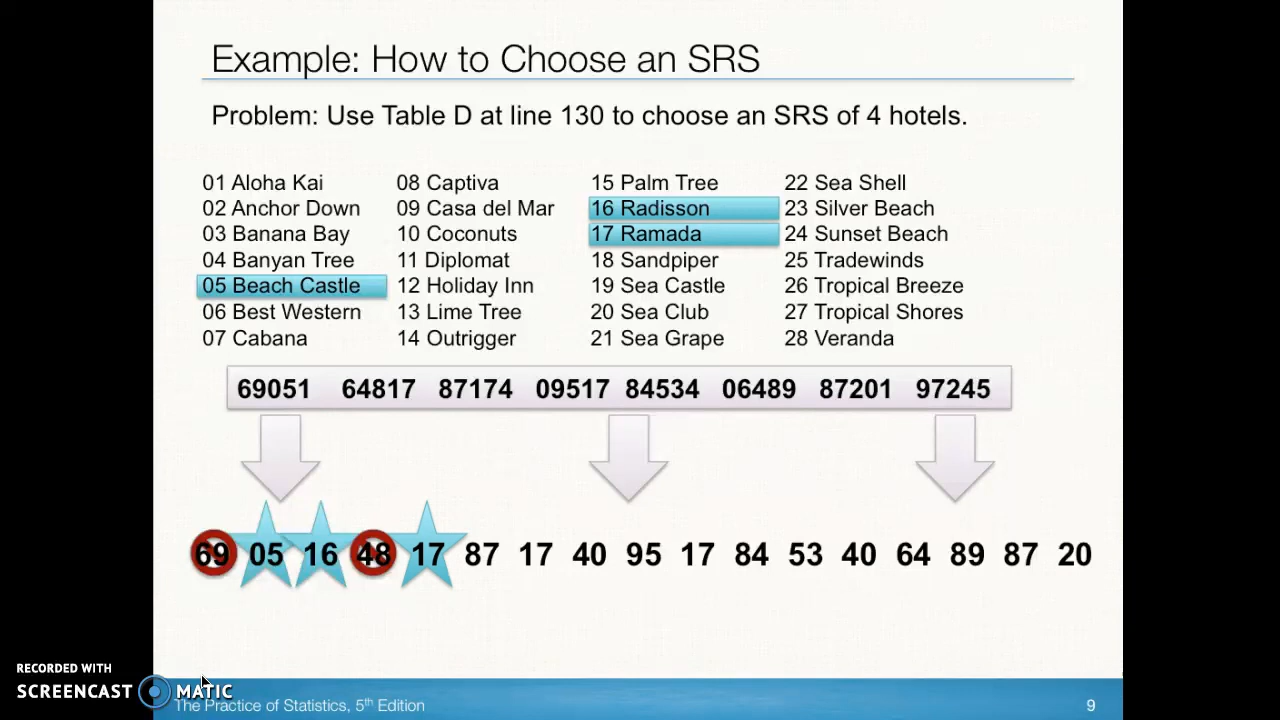 Example: How to Choose an SRS
Problem: Use Table D at line 130 to choose an SRS of 4 hotels.
01 Aloha Kai
02 Anchor Down
03 Banana Bay
04 Banyan Tree
05 Beach Castle
06 Best Western
07 Cabana
08 Captiva
09 Casa del Mar
10 Coconuts
11 Diplomat
12 Holiday Inn
13 Lime Tree
14 Outrigger
15 Palm Tree
16 Radisson
17 Ramada
18 Sandpiper
19 Sea Castle
20 Sea Club
21 Sea Grape
22 Sea Shell
23 Silver Beach
24 Sunset Beach
25 Tradewinds
26 Tropical Breeze
27 Tropical Shores
28 Veranda
69051 64817 87174 09517 84534 06489 87201 97245
69 05 16 48 17 87 17 40 95 17 84 53 40 64 89 87 20
RECORDED WITH
SCREENCAST MATIC
The Practice of Statistics, 5th Edition
9